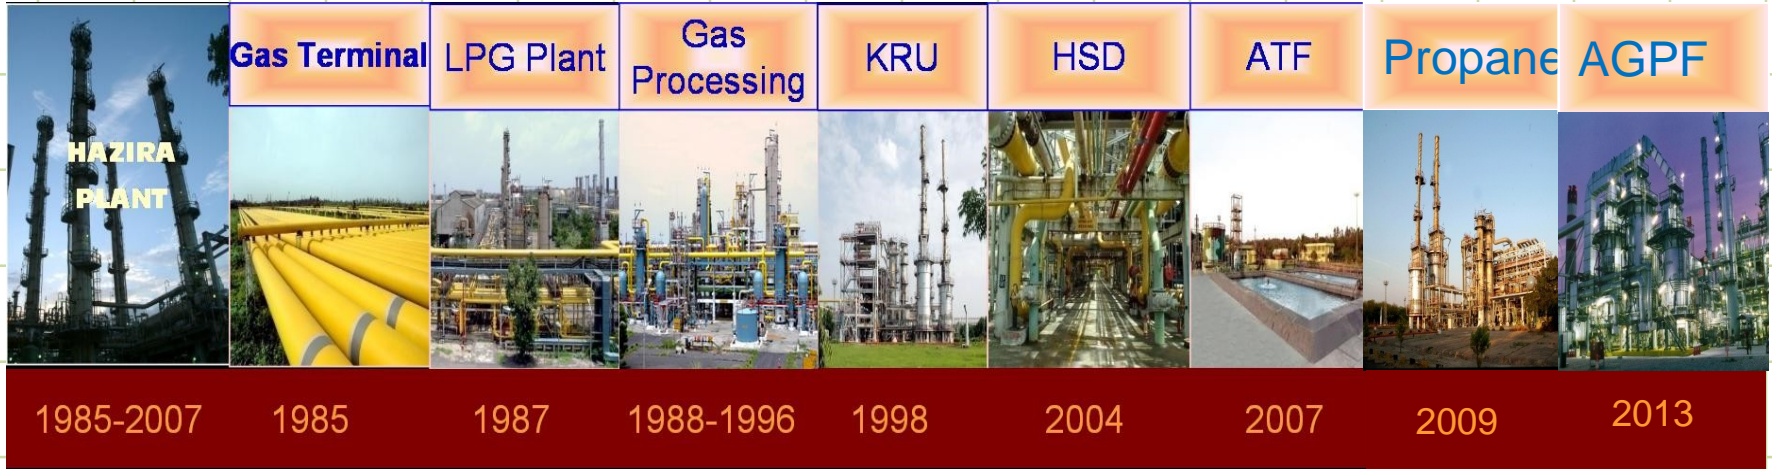 HAZIRA
PLANT
Gas Terminal
LPG Plant
Gas
Processing
KRU
HSD
ATF
Propane
AGPF
1985-2007
1985
1987
1988-1996
1998
2004
2007
2009
2013